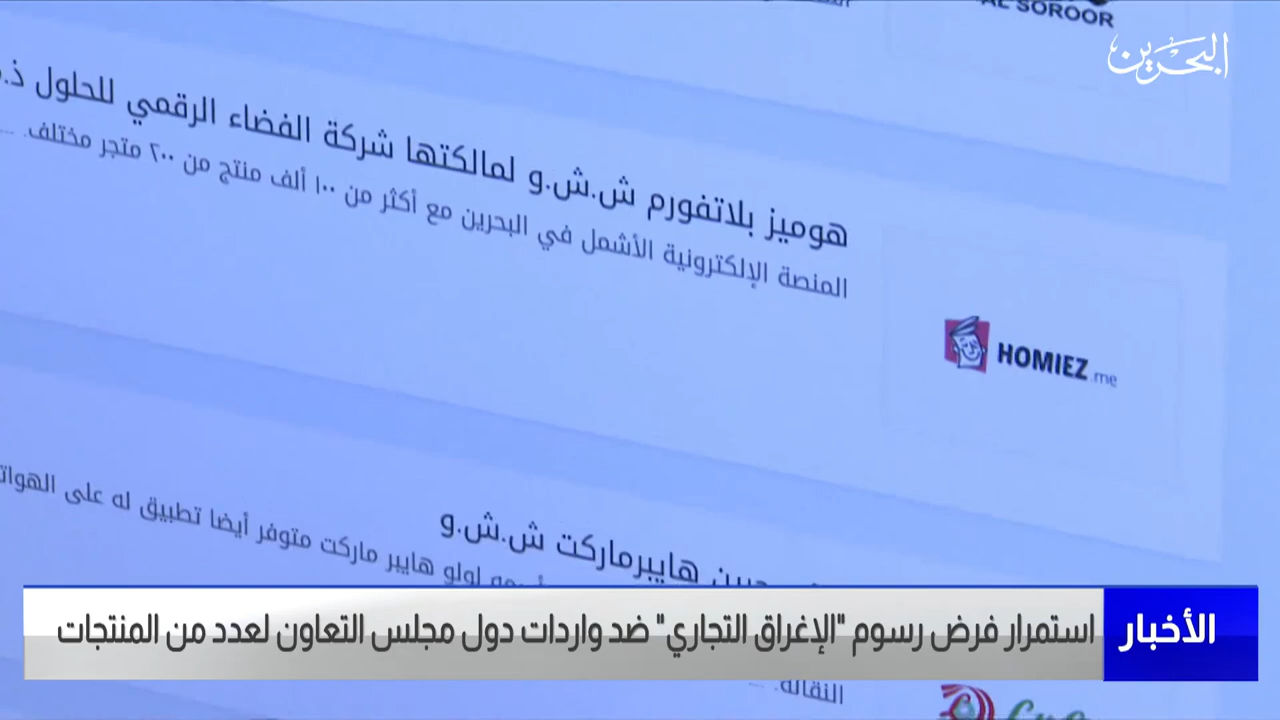 AL SOROOR
البحرين
هوميز بلاتفورم ش.ش.و لمالكتها شركة الفضاء الرقمي للحلول ذ.
المنصة الإلكترونية الأشمل في البحرين مع أكثر من ١٠٠ ألف منتج من ٢٠٠ متجر مختلف. ...
HOMIEZ.me
هايبرماركت ش.ش.و
لولو هايبر ماركت متوفر أيضا تطبيق له على
الأخبار
استمرار فرض رسوم "الإغراق التجاري" ضد واردات دول مجلس التعاون لعدد من المنتجات
النقالة. ...